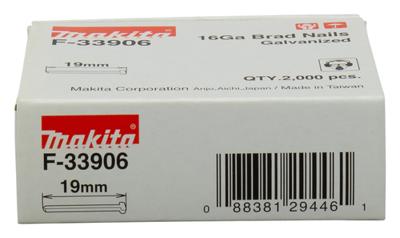 Makita
F-33906
19mm
16Ga Brad Nails
Galvanized
QTY.2,000 pcs.
Makita Corporation Anjo,Aichi,Japan / Made in Taiwan
Makita
F-33906
19mm
0 88381 29446 1